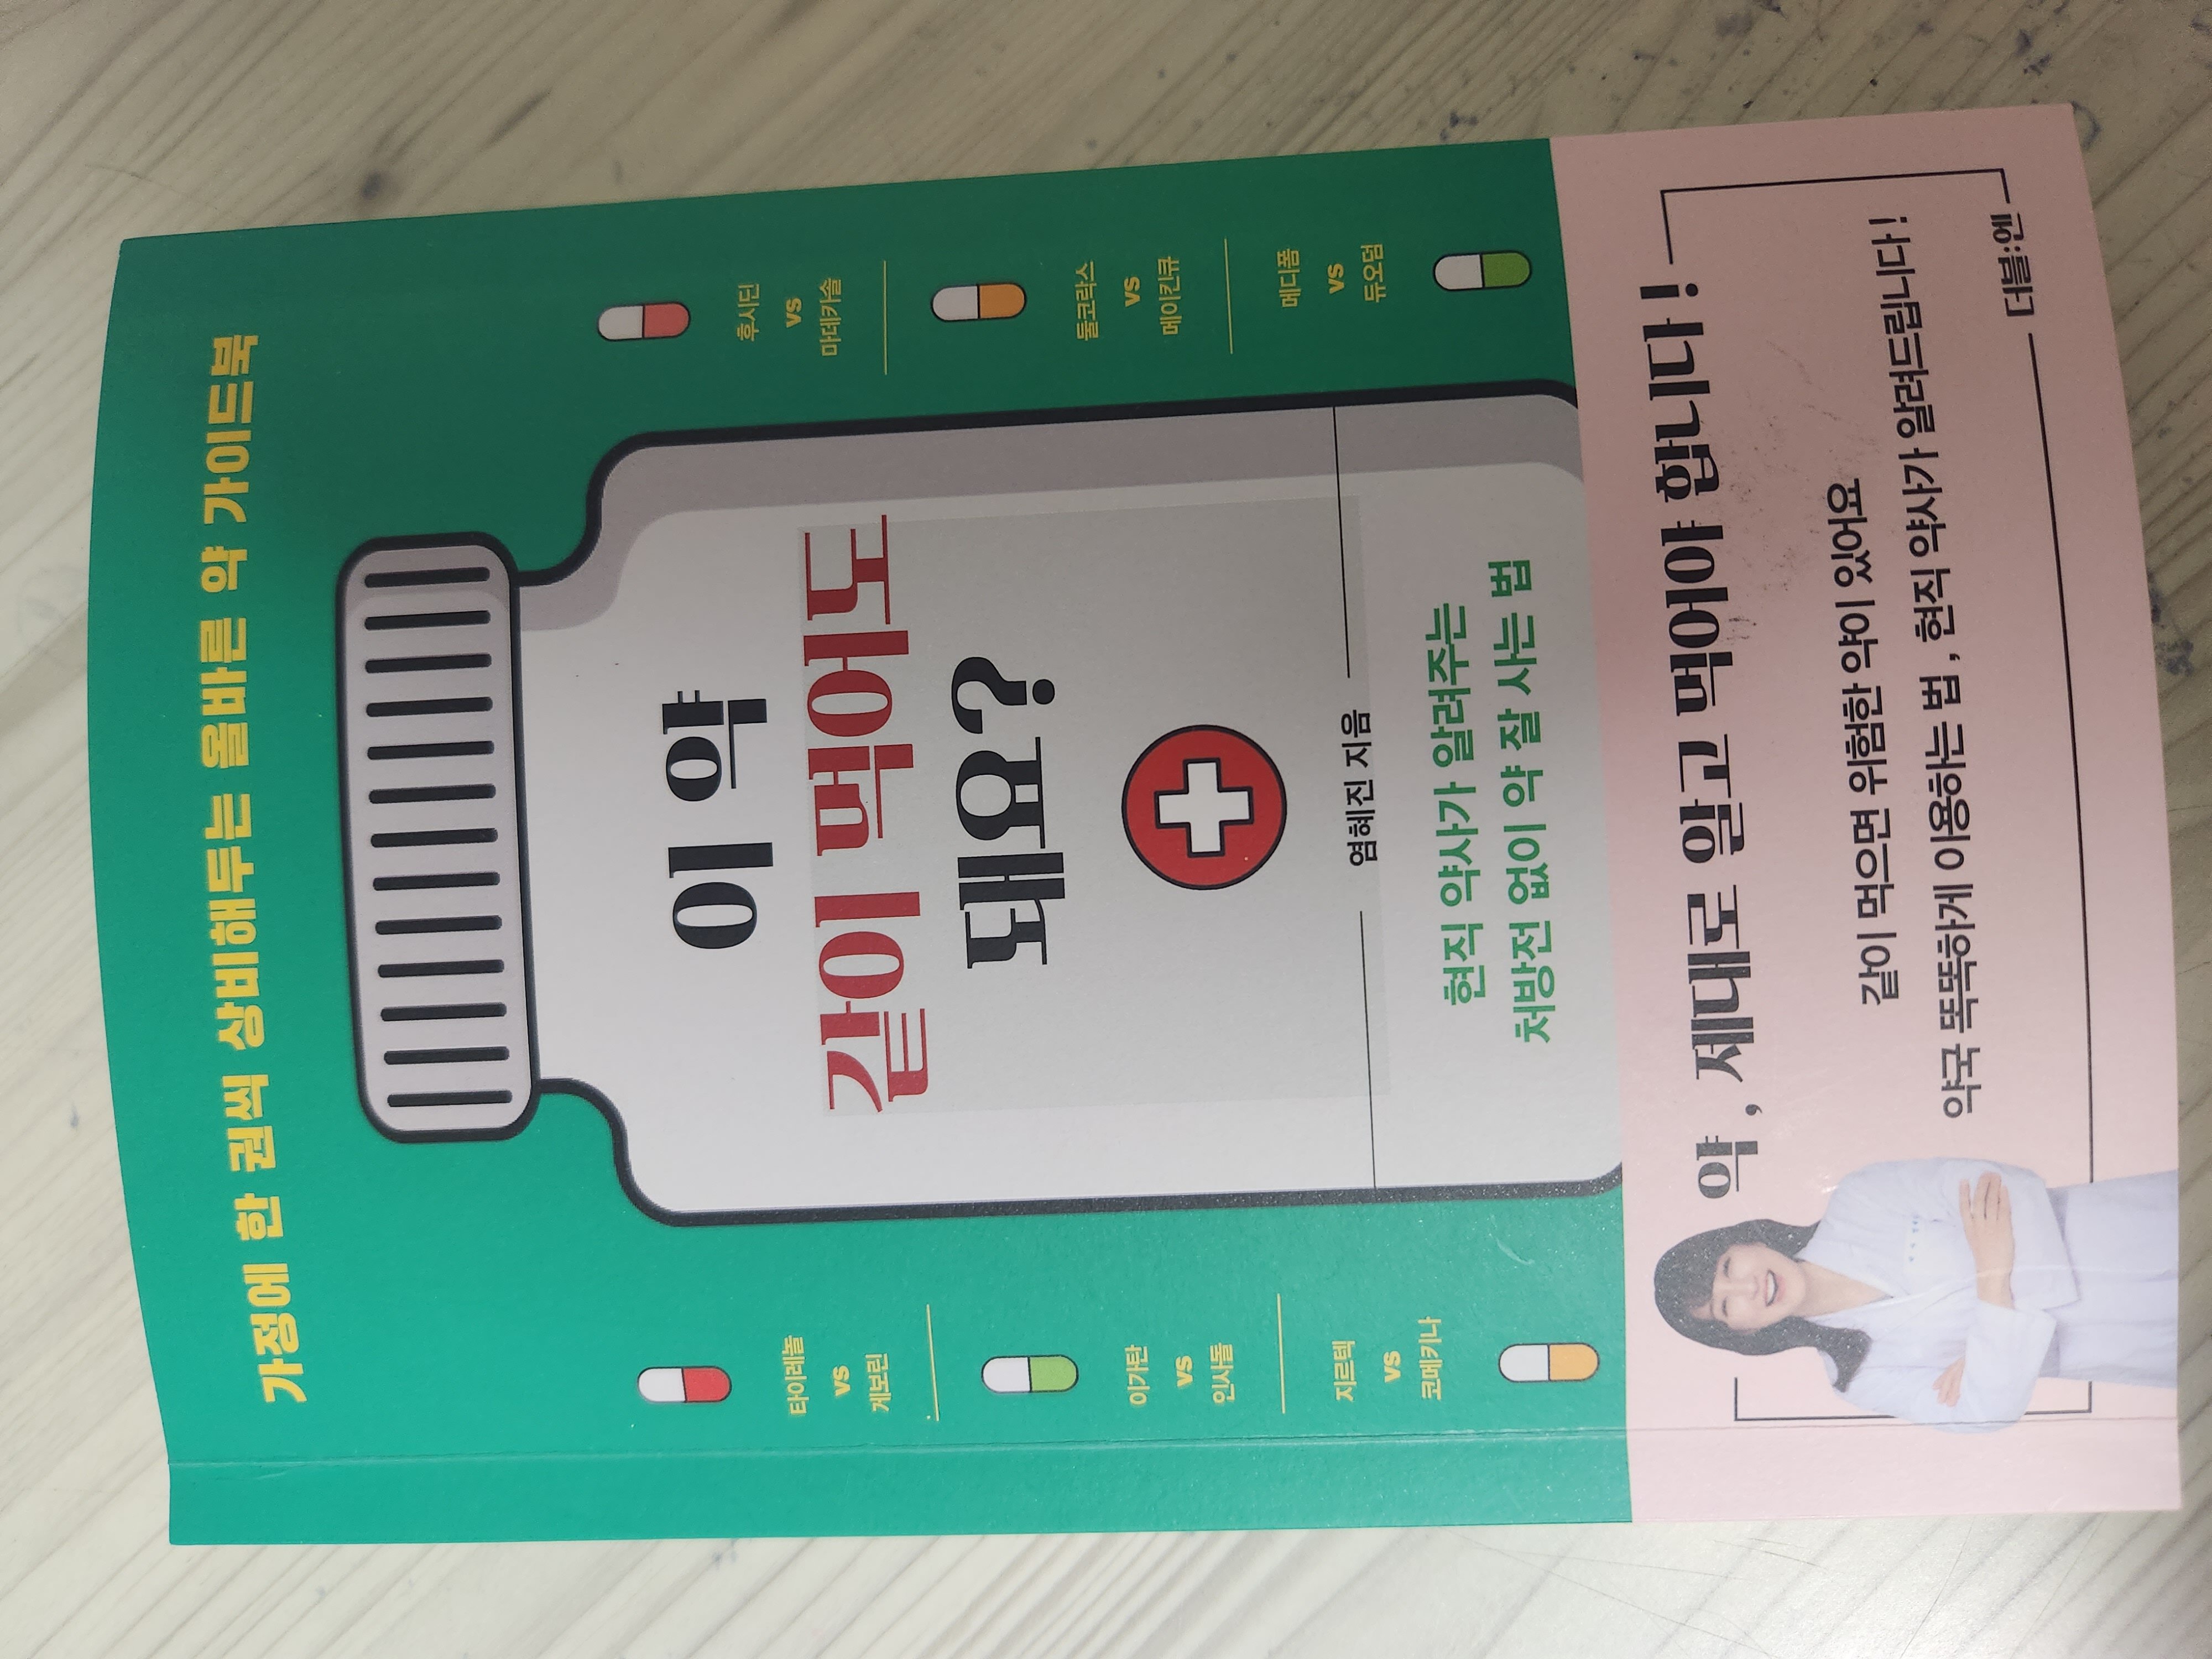 가정에 한 권씩 상비해두는 올바른 약 가이드북
이 약
같이 먹어도
돼요?
염혜진 지음
현직 약사가 알려주는
처방전 없이 약 잘 사는 법
타이레놀
vs
게보린
이가탄
vs
인사돌
지르텍
vs
코메키나
후시딘
vs
마데카솔
둘코락스
vs
메이킨큐
메디폼
vs
듀오덤
약, 제대로 알고 먹어야 합니다!
같이 먹으면 위험한 약이 있어요
약국 똑똑하게 이용하는 법, 현직 약사가 알려드립니다!
더블:엔